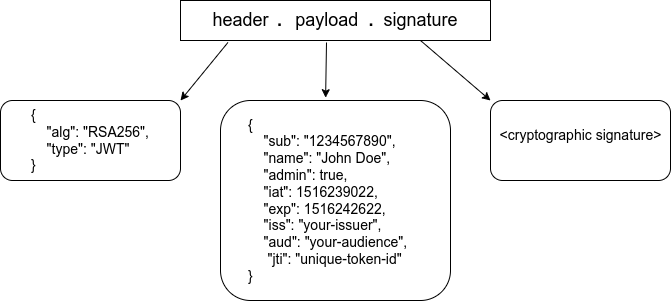 header . payload . signature
{
"alg": "RSA256",
"type": "JWT"
}
{
"sub": "1234567890",
"name": "John Doe",
"admin": true,
"iat": 1516239022,
"exp": 1516242622,
"iss": "your-issuer",
"aud": "your-audience",
"jti": "unique-token-id"
}
<cryptographic signature>